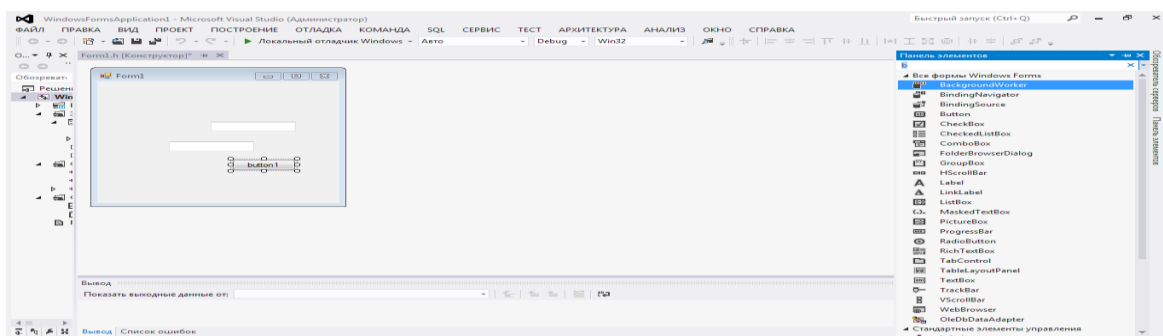 WindowsFormsApplication1 - Microsoft Visual Studio (Администратор)
Быстрый запуск (Ctrl+Q)
ФАЙЛ ПРАВКА ВИД ПРОЕКТ ПОСТРОЕНИЕ ОТЛАДКА КОМАНДА SQL СЕРВИС ТЕСТ АРХИТЕКТУРА АНАЛИЗ ОКНО СПРАВКА
Локальный отладчик Windows Авто Debug Win32
О...
Form1.h [Конструктор]*
Обозреват
Решени
Win
Form1
button1
Вывод
Показать выходные данные от:
Вывод Список ошибок
Панель элементов
b
Все формы Windows Forms
BackgroundWorker
BindingNavigator
BindingSource
Button
CheckBox
CheckedListBox
ComboBox
FolderBrowserDialog
GroupBox
HScrollBar
Label
LinkLabel
ListBox
MaskedTextBox
PictureBox
ProgressBar
RadioButton
RichTextBox
TabControl
TableLayoutPanel
TextBox
TrackBar
VScrollBar
WebBrowser
OleDbDataAdapter
Стандартные элементы управления
Обозреватель серверов
Панель элементов